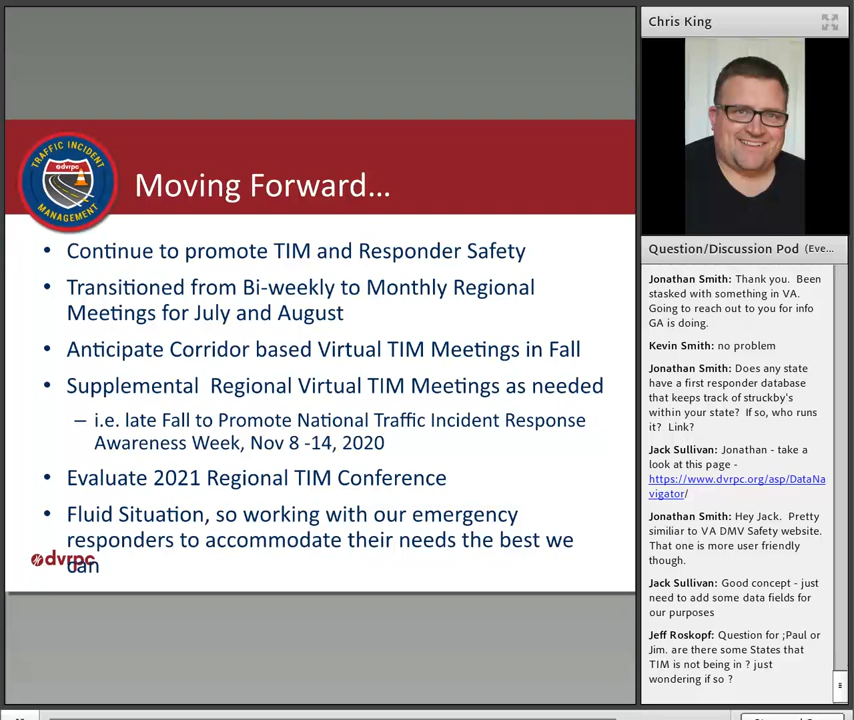 Chris King
TRAFFIC INCIDENT
dvrpc
MANAGEMENT
Moving Forward...
• Continue to promote TIM and Responder Safety
• Transitioned from Bi-weekly to Monthly Regional
Meetings for July and August
• Anticipate Corridor based Virtual TIM Meetings in Fall
• Supplemental Regional Virtual TIM Meetings as needed
– i.e. late Fall to Promote National Traffic Incident Response
Awareness Week, Nov 8 -14, 2020
• Evaluate 2021 Regional TIM Conference
• Fluid Situation, so working with our emergency
responders to accommodate their needs the best we
can
dvrpc
Question/Discussion Pod (Eve...
Jonathan Smith: Thank you. Been
stasked with something in VA.
Going to reach out to you for info
GA is doing.
Kevin Smith: no problem
Jonathan Smith: Does any state
have a first responder database
that keeps track of struckby's
within your state? If so, who runs
it? Link?
Jack Sullivan: Jonathan - take a
look at this page -
https://www.dvrpc.org/asp/DataNa
vigator/
Jonathan Smith: Hey Jack. Pretty
similiar to VA DMV Safety website.
That one is more user friendly
though.
Jack Sullivan: Good concept - just
need to add some data fields for
our purposes
Jeff Roskopf: Question for ;Paul or
Jim. are there some States that
TIM is not being in ? just
wondering if so ?